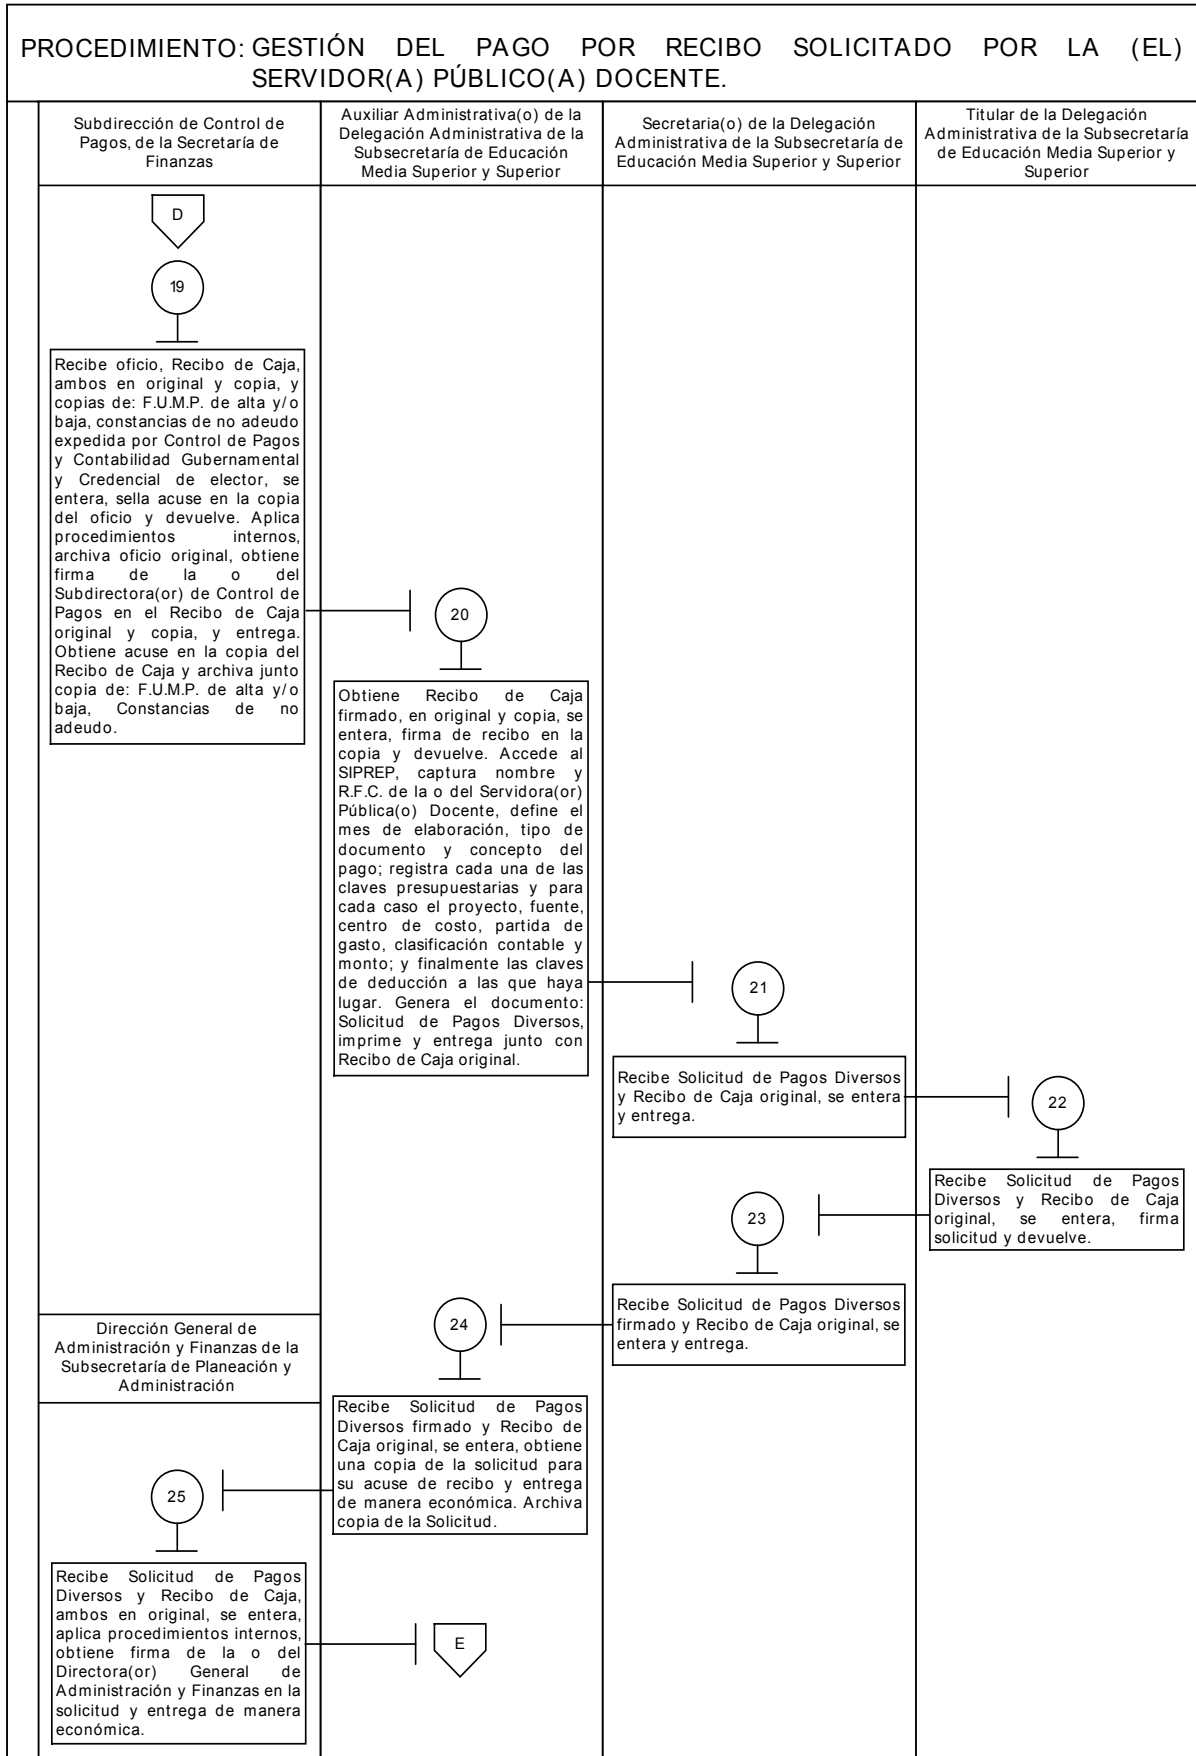 PROCEDIMIENTO: GESTIÓN DEL PAGO POR RECIBO SOLICITADO POR LA (EL)
SERVIDOR(A) PÚBLICO(A) DOCENTE.
Subdirección de Control de
Pagos, de la Secretaría de
Finanzas
Auxiliar Administrativa(o) de la
Delegación Administrativa de la
Subsecretaría de Educación
Media Superior y Superior
Secretaria(o) de la Delegación
Administrativa de la Subsecretaría de
Educación Media Superior y Superior
Titular de la Delegación
Administrativa de la Subsecretaría
de Educación Media Superior y
Superior
D
19
Recibe oficio, Recibo de Caja,
ambos en original y copia, y
copias de: F.U.M.P. de alta y/o
baja, constancias de no adeudo
expedida por Control de Pagos
y Contabilidad Gubernamental
y Credencial de elector, se
entera, sella acuse en la copia
del oficio y devuelve. Aplica
procedimientos internos,
archiva oficio original, obtiene
firma de la o del
Subdirectora(or) de Control de
Pagos en el Recibo de Caja
original y copia, y entrega.
Obtiene acuse en la copia del
Recibo de Caja y archiva junto
copia de: F.U.M.P. de alta y/o
baja, Constancias de no
adeudo.
20
Obtiene Recibo de Caja
firmado, en original y copia, se
entera, firma de recibo en la
copia y devuelve. Accede al
SIPREP, captura nombre y
R.F.C. de la o del Servidora(or)
Pública(o) Docente, define el
mes de elaboración, tipo de
documento y concepto del
pago; registra cada una de las
claves presupuestarias y para
cada caso el proyecto, fuente,
centro de costo, partida de
gasto, clasificación contable y
monto; y finalmente las claves
de deducción a las que haya
lugar. Genera el documento:
Solicitud de Pagos Diversos,
imprime y entrega junto con
Recibo de Caja original.
21
Recibe Solicitud de Pagos Diversos
y Recibo de Caja original, se entera
y entrega.
22
Recibe Solicitud de Pagos
Diversos y Recibo de Caja
original, se entera, firma
solicitud y devuelve.
23
Recibe Solicitud de Pagos Diversos
firmado y Recibo de Caja original, se
entera y entrega.
24
Recibe Solicitud de Pagos
Diversos firmado y Recibo de
Caja original, se entera, obtiene
una copia de la solicitud para
su acuse de recibo y entrega
de manera económica. Archiva
copia de la Solicitud.
Dirección General de
Administración y Finanzas de la
Subsecretaría de Planeación y
Administración
25
Recibe Solicitud de Pagos
Diversos y Recibo de Caja,
ambos en original, se entera,
aplica procedimientos internos,
obtiene firma de la o del
Directora(or) General de
Administración y Finanzas en la
solicitud y entrega de manera
económica.
E